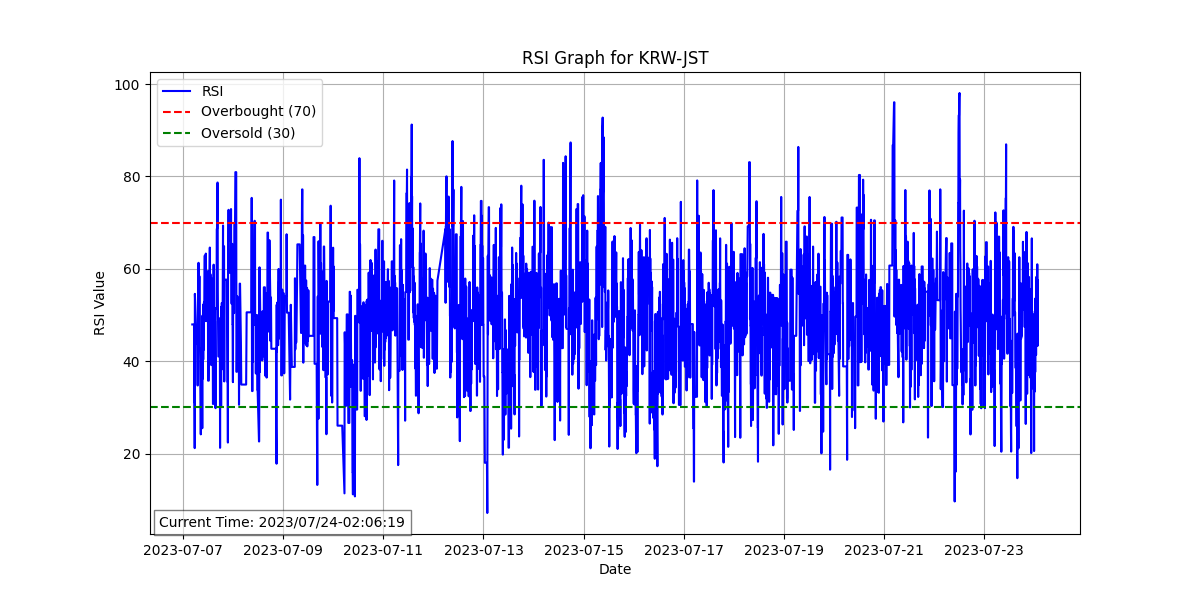 RSI Graph for KRW-JST
RSI
Overbought (70)
Oversold (30)
100
80
60
40
20
RSI Value
Current Time: 2023/07/24-02:06:19
2023-07-07 2023-07-09 2023-07-11 2023-07-13 2023-07-15 2023-07-17 2023-07-19 2023-07-21 2023-07-23
Date